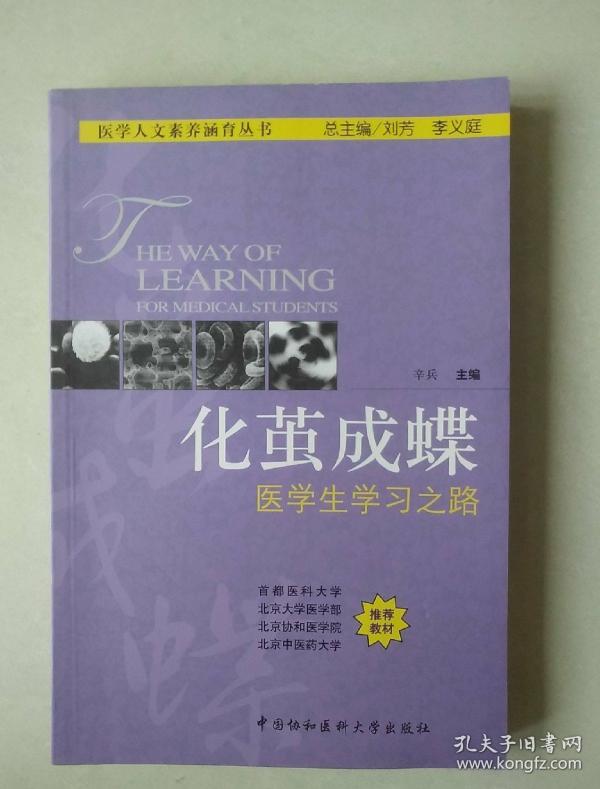 医学人文素养涵育丛书 总主编/刘芳 李义庭
THE WAY OF
LEARNING
FOR MEDICAL STUDENTS
辛兵 主编
化茧成蝶
医学生学习之路
首都医科大学
北京大学医学部
北京协和医学院
北京中医药大学
推荐
教材
中国协和医科大学出版社
孔夫子旧书网
www.kongfz.com